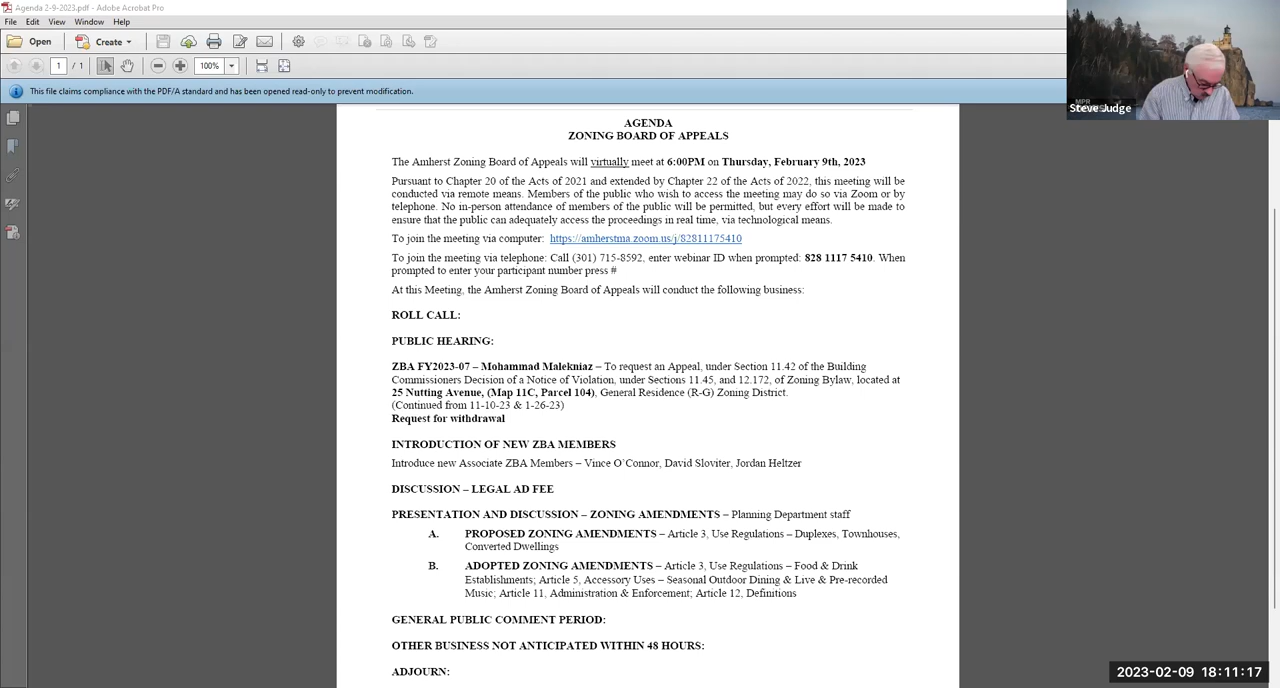 Agenda 2-9-2023.pdf - Adobe Acrobat Pro
File Edit View Window Help
Open Create
1 / 1 100%
This file claims compliance with the PDF/A standard and has been opened read-only to prevent modification.
MPR
Steve Judge
AGENDA
ZONING BOARD OF APPEALS
The Amherst Zoning Board of Appeals will virtually meet at 6:00PM on Thursday, February 9th, 2023
Pursuant to Chapter 20 of the Acts of 2021 and extended by Chapter 22 of the Acts of 2022, this meeting will be
conducted via remote means. Members of the public who wish to access the meeting may do so via Zoom or by
telephone. No in-person attendance of members of the public will be permitted, but every effort will be made to
ensure that the public can adequately access the proceedings in real time, via technological means.
To join the meeting via computer: https://amherstma.zoom.us/j/82811175410
To join the meeting via telephone: Call (301) 715-8592, enter webinar ID when prompted: 828 1117 5410. When
prompted to enter your participant number press #
At this Meeting, the Amherst Zoning Board of Appeals will conduct the following business:
ROLL CALL:
PUBLIC HEARING:
ZBA FY2023-07 – Mohammad Malekniaz – To request an Appeal, under Section 11.42 of the Building
Commissioners Decision of a Notice of Violation, under Sections 11.45, and 12.172, of Zoning Bylaw, located at
25 Nutting Avenue, (Map 11C, Parcel 104), General Residence (R-G) Zoning District.
(Continued from 11-10-23 & 1-26-23)
Request for withdrawal
INTRODUCTION OF NEW ZBA MEMBERS
Introduce new Associate ZBA Members – Vince O`Connor, David Sloviter, Jordan Heltzer
DISCUSSION – LEGAL AD FEE
PRESENTATION AND DISCUSSION – ZONING AMENDMENTS – Planning Department staff
A. PROPOSED ZONING AMENDMENTS – Article 3, Use Regulations – Duplexes, Townhouses,
Converted Dwellings
B. ADOPTED ZONING AMENDMENTS – Article 3, Use Regulations – Food & Drink
Establishments; Article 5, Accessory Uses – Seasonal Outdoor Dining & Live & Pre-recorded
Music; Article 11, Administration & Enforcement; Article 12, Definitions
GENERAL PUBLIC COMMENT PERIOD:
OTHER BUSINESS NOT ANTICIPATED WITHIN 48 HOURS:
ADJOURN:
2023-02-09 18:11:17